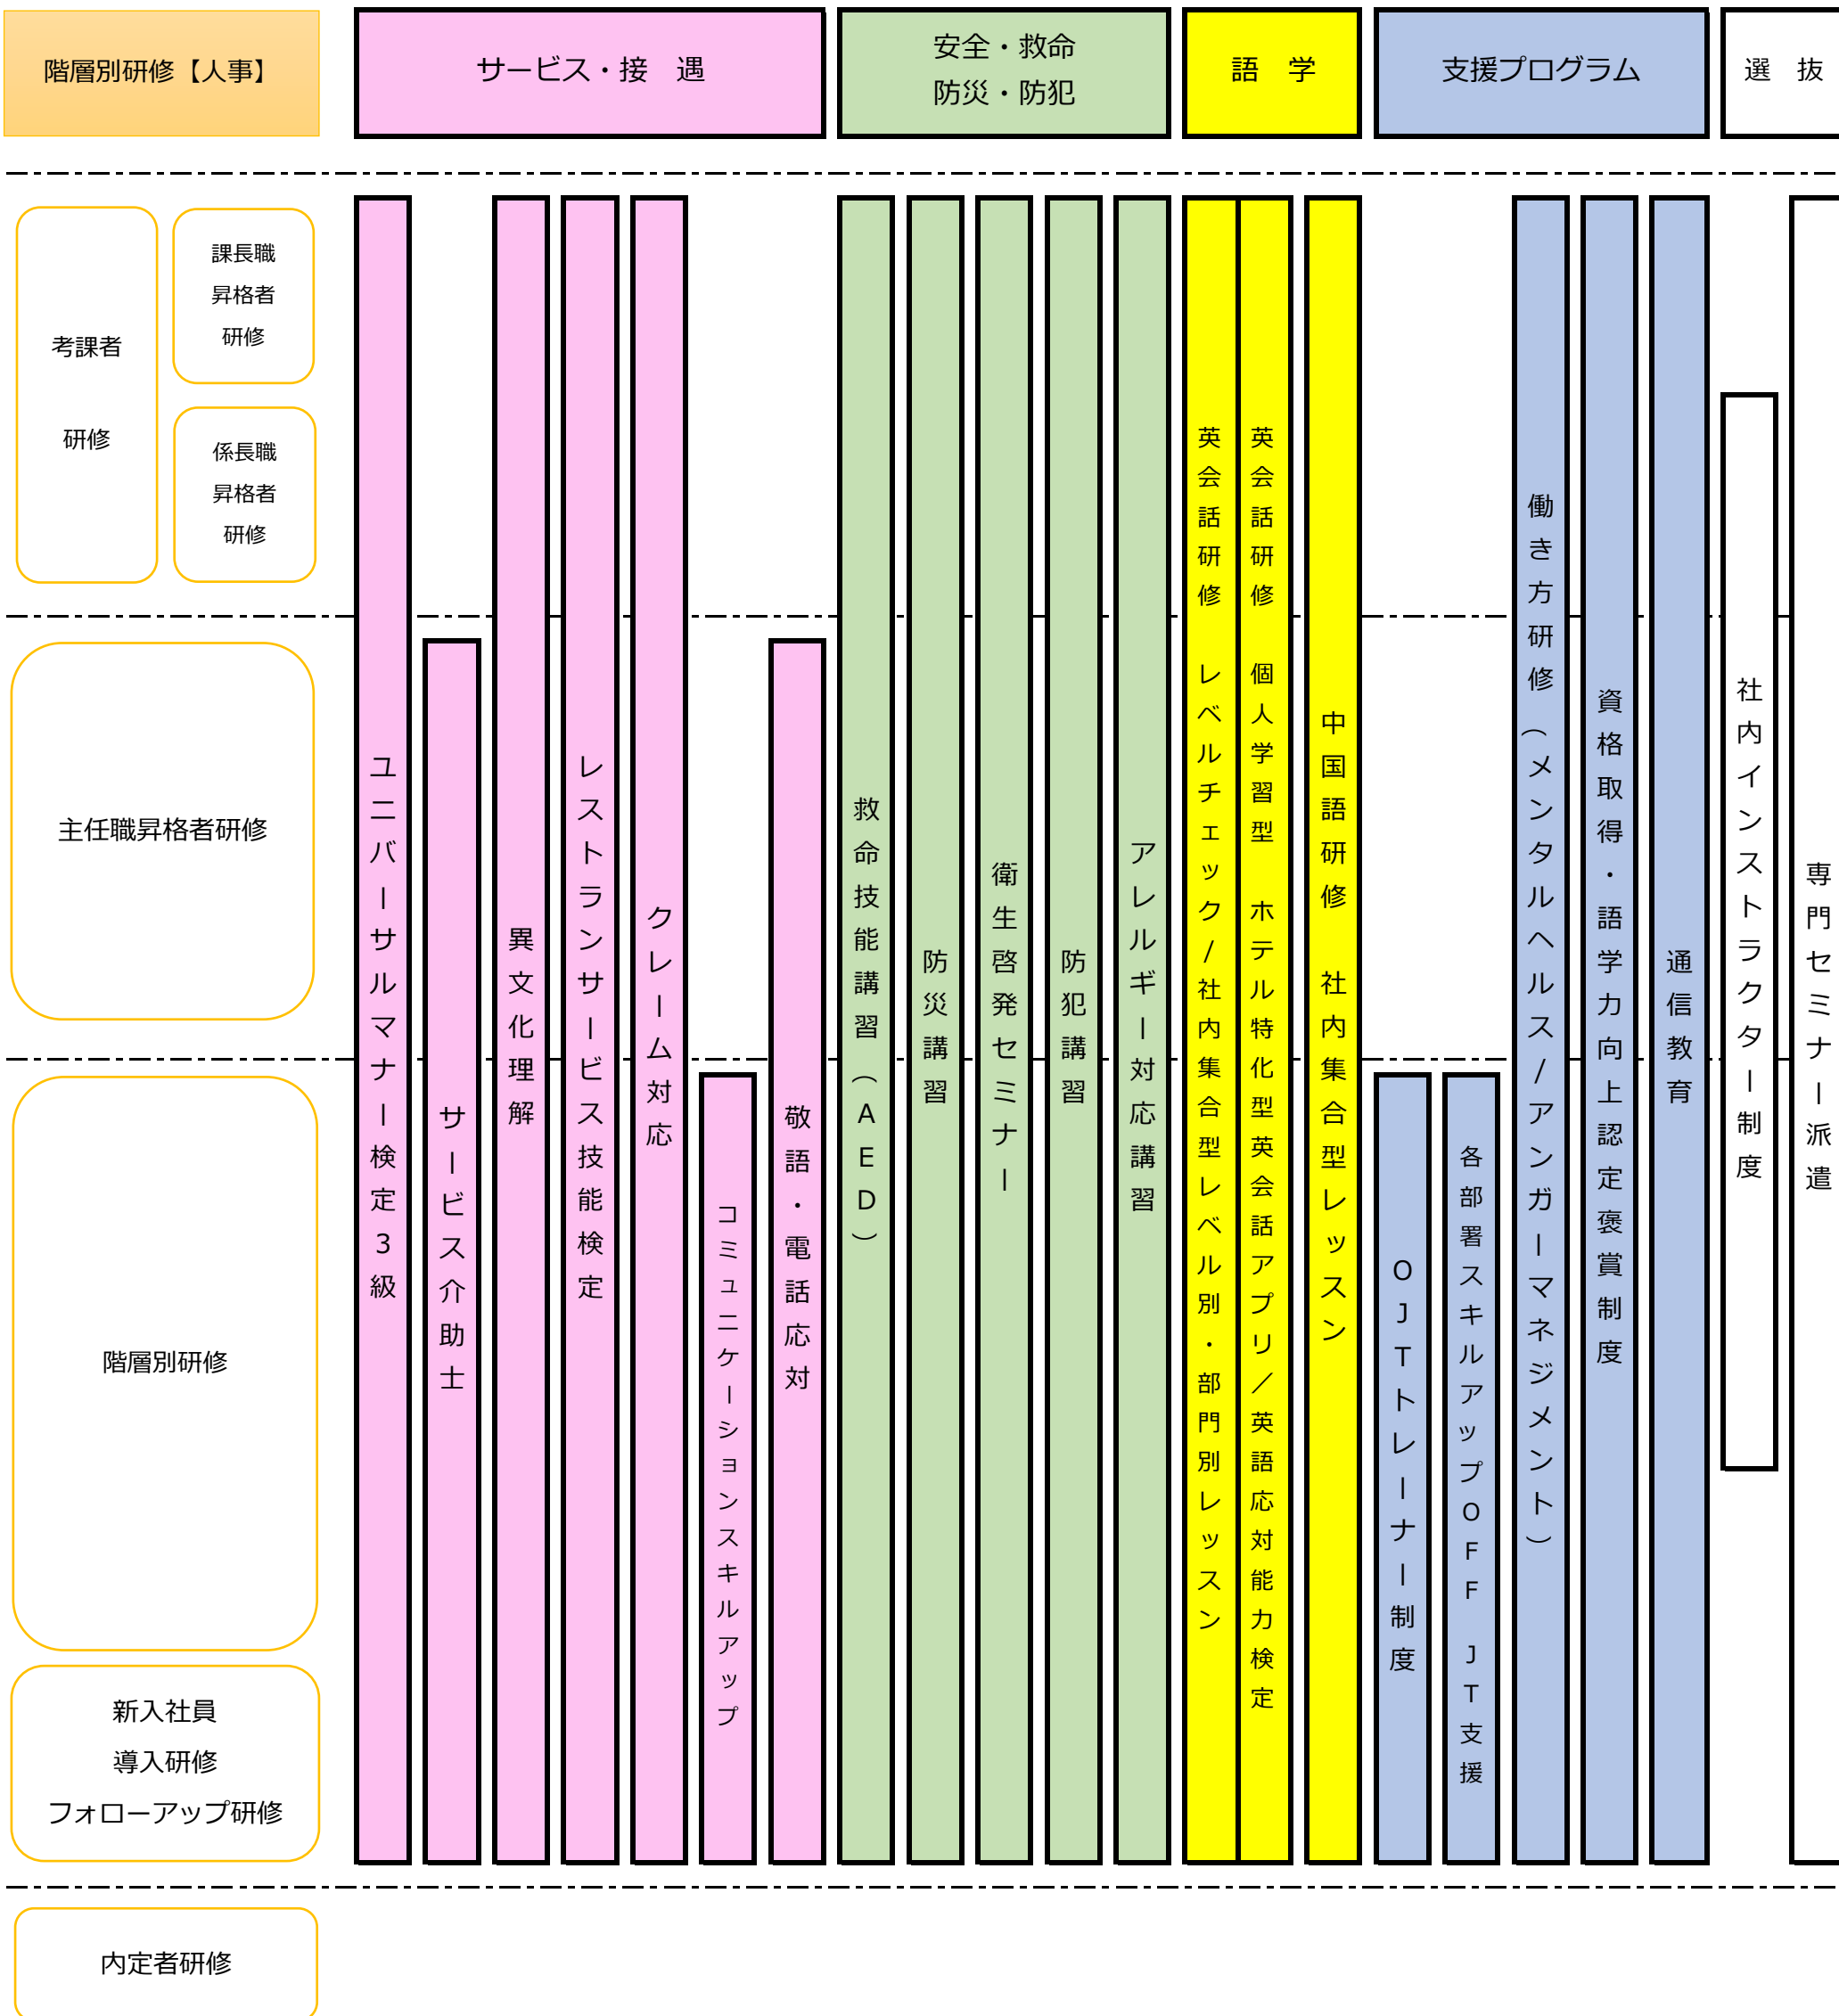 階層別研修【人事】
サービス・接　遇
安全・救命
防災・防犯
語　学
支援プログラム
選　抜
考課者
研修
課長職
昇格者
研修
係長職
昇格者
研修
主任職昇格者研修
階層別研修
新入社員
導入研修
フォローアップ研修
内定者研修
ユニバーサルマナー検定３級
サービス介助士
異文化理解
レストランサービス技能検定
クレーム対応
コミュニケーションスキルアップ
敬語・電話応対
救命技能講習（ＡＥＤ）
防災講習
衛生啓発セミナー
防犯講習
アレルギー対応講習
英会話研修　レベルチェック/社内集合型レベル別・部門別レッスン
英会話研修　個人学習型　ホテル特化型英会話アプリ／英語応対能力検定
中国語研修　社内集合型レッスン
ＯＪＴトレーナー制度
各部署スキルアップＯＦＦ　ＪＴ支援
働き方研修（メンタルヘルス/アンガーマネジメント）
資格取得・語学力向上認定褒賞制度
通信教育
社内インストラクター制度
専門セミナー派遣